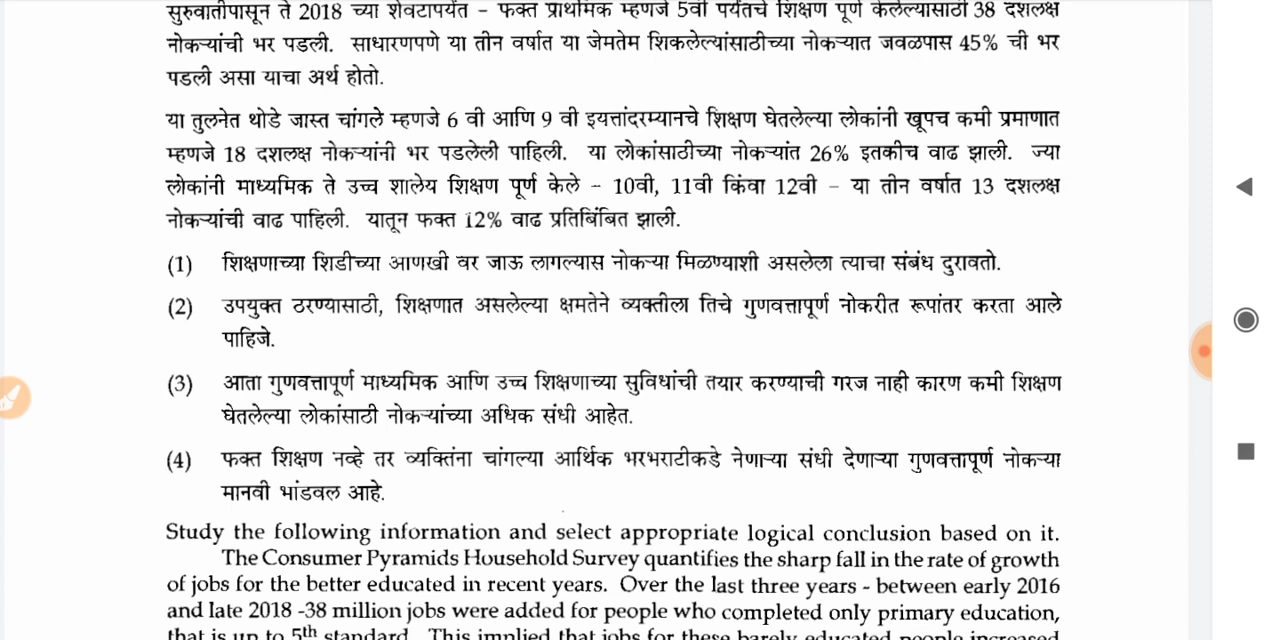 सुरुवातीपासून ते 2018 च्या शेवटापर्यंत - फक्त प्राथमिक म्हणजे 5वी पर्यंतचे शिक्षण पूर्ण केलेल्यासाठी 38 दशलक्ष
नोकऱ्यांची भर पडली. साधारणपणे या तीन वर्षात या जेमतेम शिकलेल्यांसाठीच्या नोकऱ्यात जवळपास 45% ची भर
पडली असा याचा अर्थ होतो.
या तुलनेत थोडे जास्त चांगले म्हणजे 6 वी आणि 9 वी इयत्तांदरम्यानचे शिक्षण घेतलेल्या लोकांनी खूपच कमी प्रमाणात
म्हणजे 18 दशलक्ष नोकऱ्यांनी भर पडलेली पाहिली. या लोकांसाठीच्या नोकऱ्यांत 26% इतकीच वाढ झाली. ज्या
लोकांनी माध्यमिक ते उच्च शालेय शिक्षण पूर्ण केले - 10वी, 11वी किंवा 12वी - या तीन वर्षात 13 दशलक्ष
नोकऱ्यांची वाढ पाहिली. यातून फक्त 12% वाढ प्रतिबिंबित झाली.
(1) शिक्षणाच्या शिडीच्या आणखी वर जाऊ लागल्यास नोकऱ्या मिळण्याशी असलेला त्याचा संबंध दुरावतो.
(2) उपयुक्त ठरण्यासाठी, शिक्षणात असलेल्या क्षमतेने व्यक्तीला तिचे गुणवत्तापूर्ण नोकरीत रूपांतर करता आले
पाहिजे.
(3) आता गुणवत्तापूर्ण माध्यमिक आणि उच्च शिक्षणाच्या सुविधांची तयार करण्याची गरज नाही कारण कमी शिक्षण
घेतलेल्या लोकांसाठी नोकऱ्यांच्या अधिक संधी आहेत.
(4) फक्त शिक्षण नव्हे तर व्यक्तिंना चांगल्या आर्थिक भरभराटीकडे नेणाऱ्या संधी देणाऱ्या गुणवत्तापूर्ण नोकऱ्या
मानवी भांडवल आहे.
Study the following information and select appropriate logical conclusion based on it.
The Consumer Pyramids Household Survey quantifies the sharp fall in the rate of growth
of jobs for the better educated in recent years. Over the last three years - between early 2016
and late 2018 -38 million jobs were added for people who completed only primary education,
that is up to 5th standard. This implied that jobs for these barely educated people increased